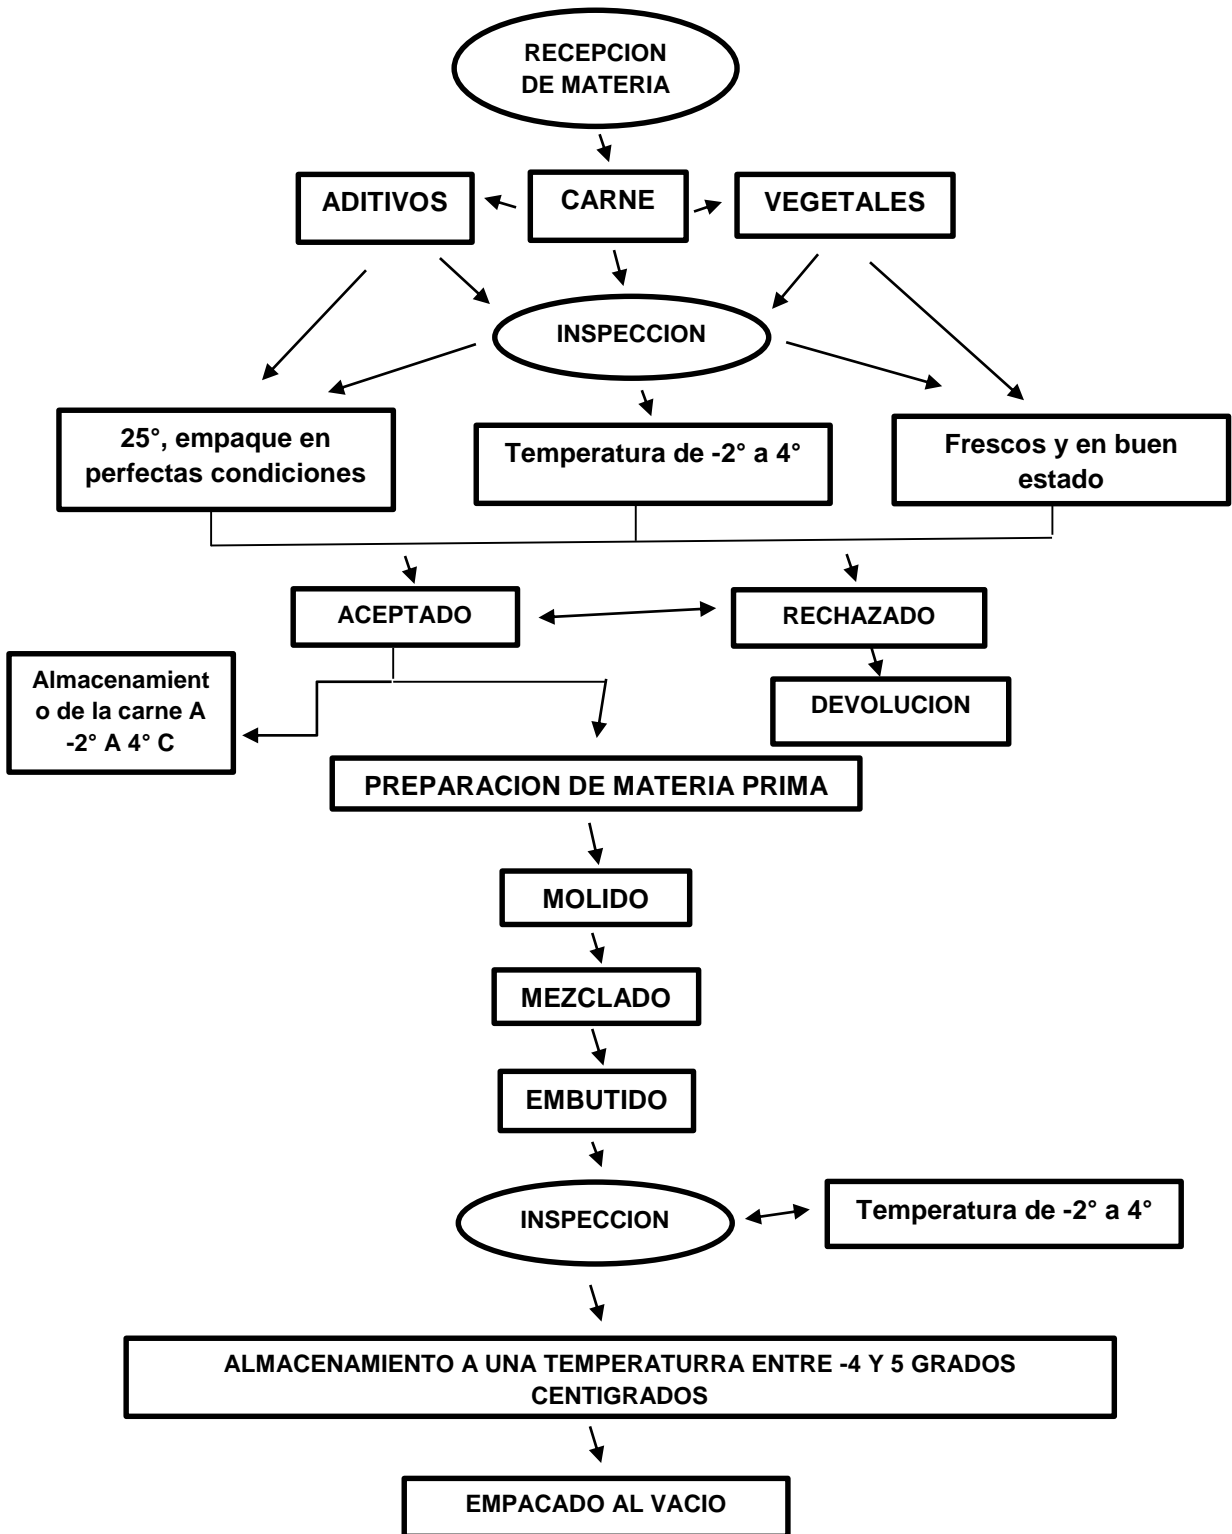 RECEPCION
DE MATERIA
ADITIVOS
CARNE
VEGETALES
INSPECCION
25°, empaque en
perfectas condiciones
Temperatura de -2° a 4°
Frescos y en buen
estado
ACEPTADO
RECHAZADO
Almacenamient
o de la carne A
-2° A 4° C
DEVOLUCION
PREPARACION DE MATERIA PRIMA
MOLIDO
MEZCLADO
EMBUTIDO
INSPECCION
Temperatura de -2° a 4°
ALMACENAMIENTO A UNA TEMPERATURRA ENTRE -4 Y 5 GRADOS
CENTIGRADOS
EMPACADO AL VACIO